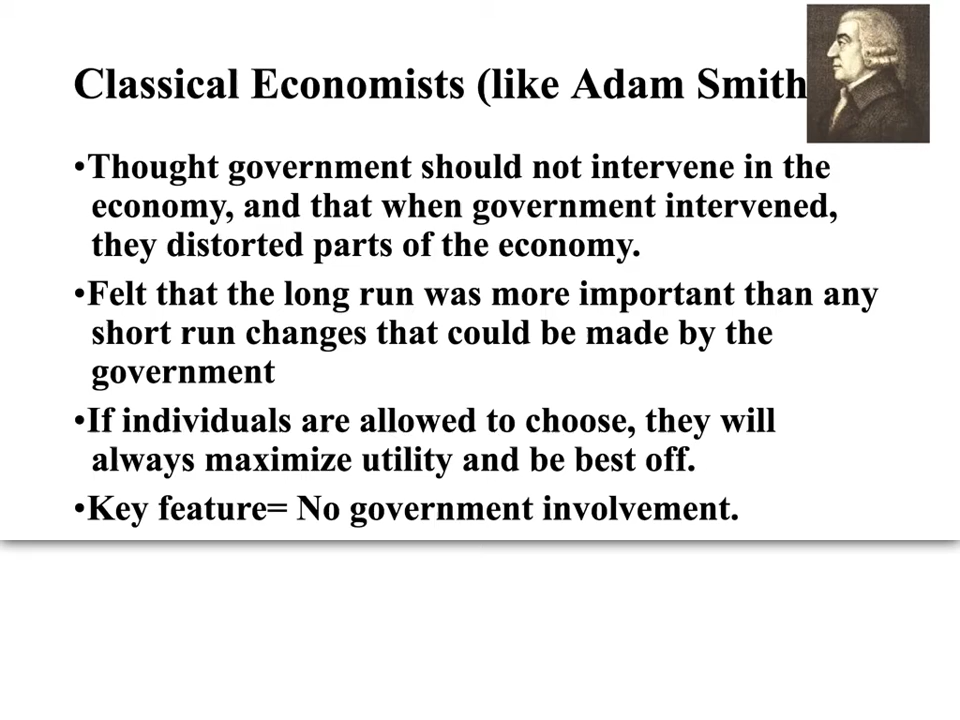 Classical Economists (like Adam Smith
•Thought government should not intervene in the
economy, and that when government intervened,
they distorted parts of the economy.
•Felt that the long run was more important than any
short run changes that could be made by the
government
•If individuals are allowed to choose, they will
always maximize utility and be best off.
•Key feature= No government involvement.